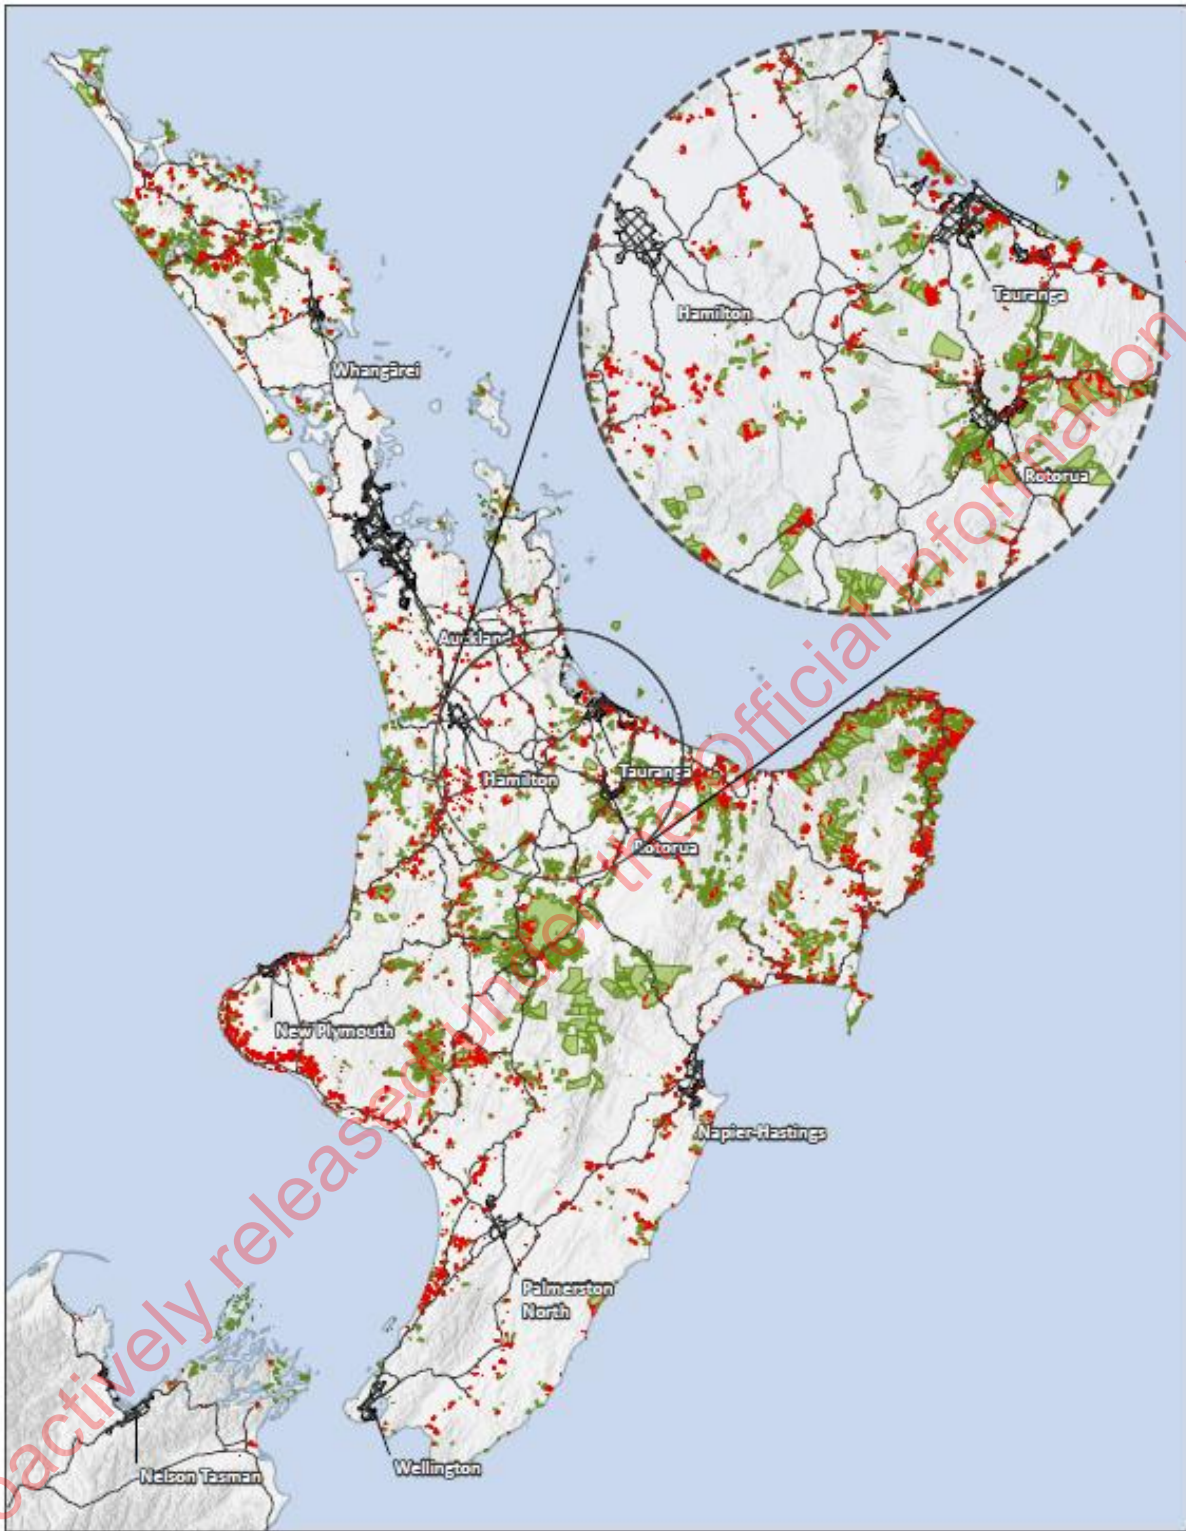 Hamilton
Tauranga
Rotorua
Whangārei
Auckland
Hamilton
Tauranga
Rotorua
New Plymouth
Napier-Hastings
Palmerston
North
Nelson Tasman
Wellington
oactively released under the Official Information